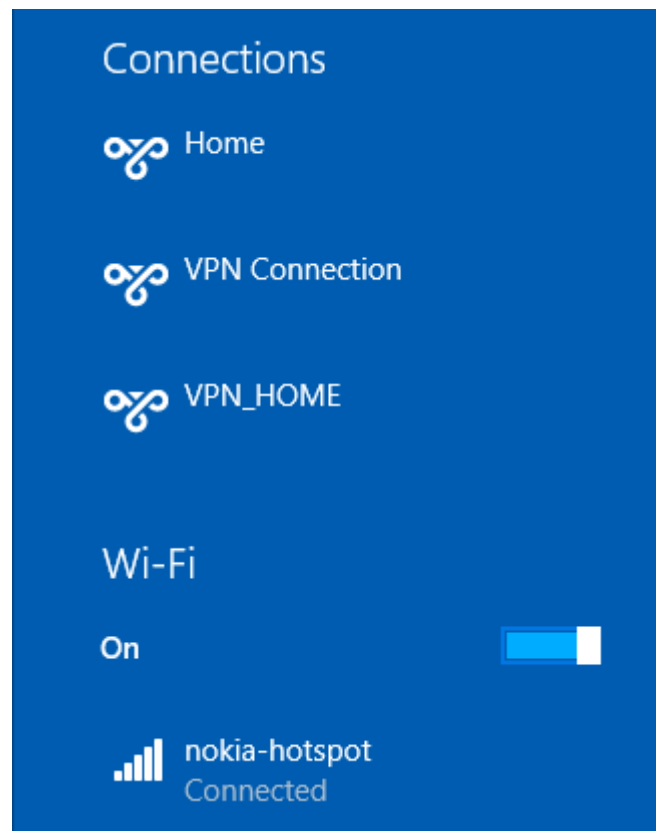 Connections
Home
VPN Connection
VPN_HOME
Wi-Fi
On
nokia-hotspot
Connected